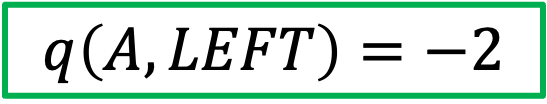 q(A, LEFT) = −2